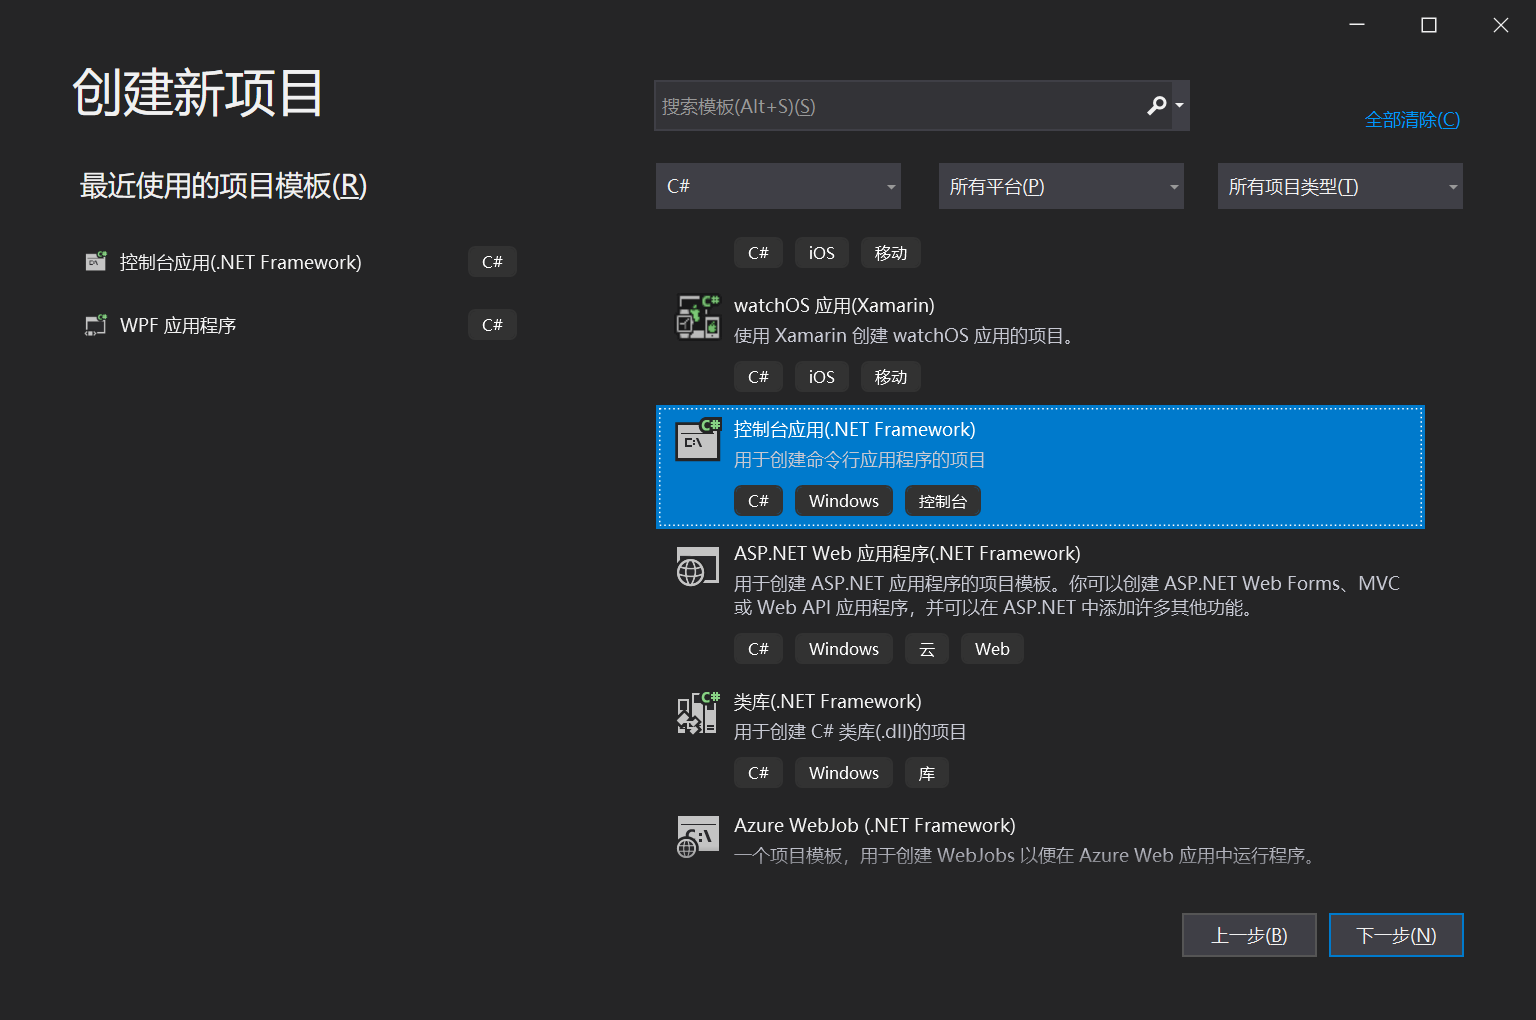 创建新项目
搜索模板(Alt+S)(S)
全部清除(C)
最近使用的项目模板(R)
C#
所有平台(P)
所有项目类型(T)
控制台应用(.NET Framework)
C#
WPF 应用程序
C#
C# iOS 移动
watchOS 应用(Xamarin)
使用 Xamarin 创建 watchOS 应用的项目。
C# iOS 移动
控制台应用(.NET Framework)
用于创建命令行应用程序的项目
C# Windows 控制台
ASP.NET Web 应用程序(.NET Framework)
用于创建 ASP.NET 应用程序的项目模板。你可以创建 ASP.NET Web Forms、MVC
或 Web API 应用程序，并可以在 ASP.NET 中添加许多其他功能。
C# Windows 云 Web
类库(.NET Framework)
用于创建 C# 类库(.dll)的项目
C# Windows 库
Azure WebJob (.NET Framework)
一个项目模板，用于创建 WebJobs 以便在 Azure Web 应用中运行程序。
上一步(B)
下一步(N)